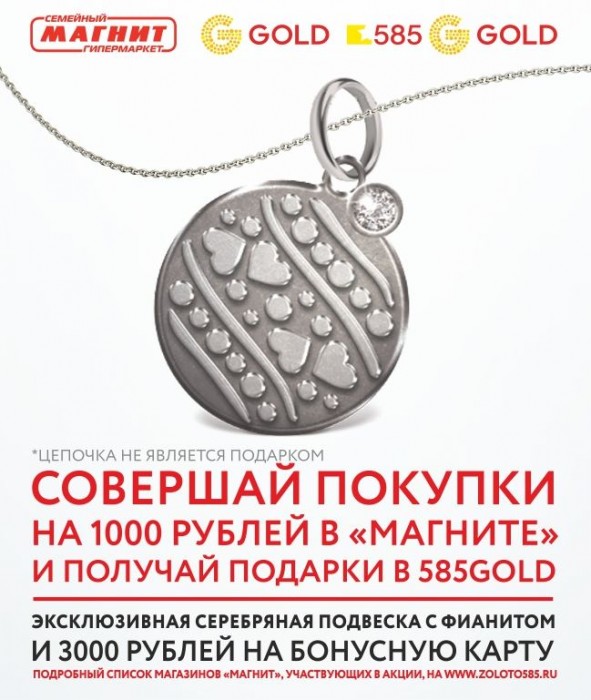 СЕМЕЙНЫЙ
МАГНИТ
ГИПЕРМАРКЕТ
GOLD 585 GOLD
*ЦЕПОЧКА НЕ ЯВЛЯЕТСЯ ПОДАРКОМ
СОВЕРШАЙ ПОКУПКИ
НА 1000 РУБЛЕЙ В «МАГНИТЕ»
И ПОЛУЧАЙ ПОДАРКИ В 585GOLD
ЭКСКЛЮЗИВНАЯ СЕРЕБРЯНАЯ ПОДВЕСКА С ФИАНИТОМ
И 3000 РУБЛЕЙ НА БОНУСНУЮ КАРТУ
ПОДРОБНЫЙ СПИСОК МАГАЗИНОВ «МАГНИТ», УЧАСТВУЮЩИХ В АКЦИИ, НА WWW.ZOLOTO585.RU